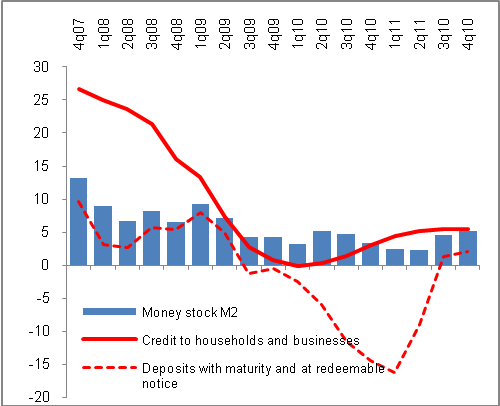 4q07 1q08 2q08 3q08 4q08 1q09 2q09 3q09 4q09 1q10 2q10 3q10 4q10 1q11 2q11 3q10 4q10
30
25
20
15
10
5
0
-5
-10
-15
-20
Money stock M2
Credit to households and businesses
Deposits with maturity and at redeemable
notice